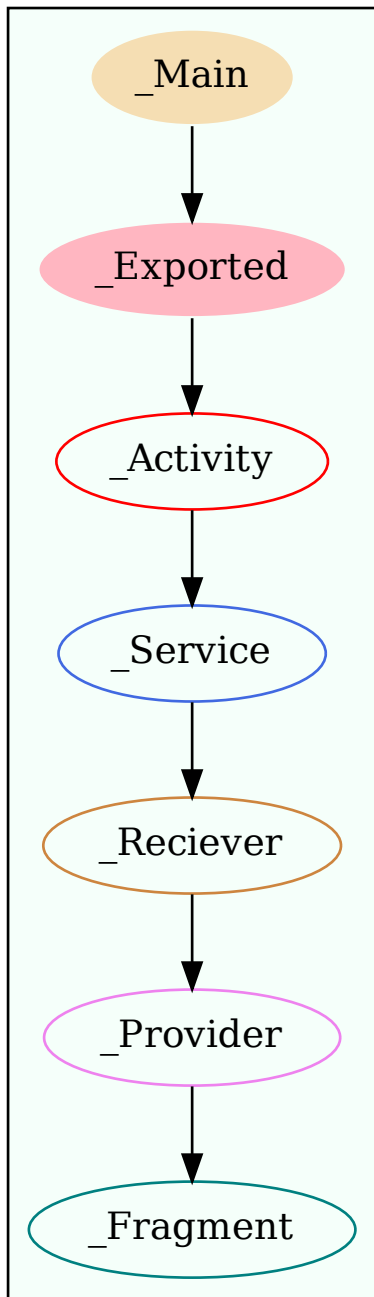 _Main
_Exported
_Activity
_Service
_Reciever
_Provider
_Fragment